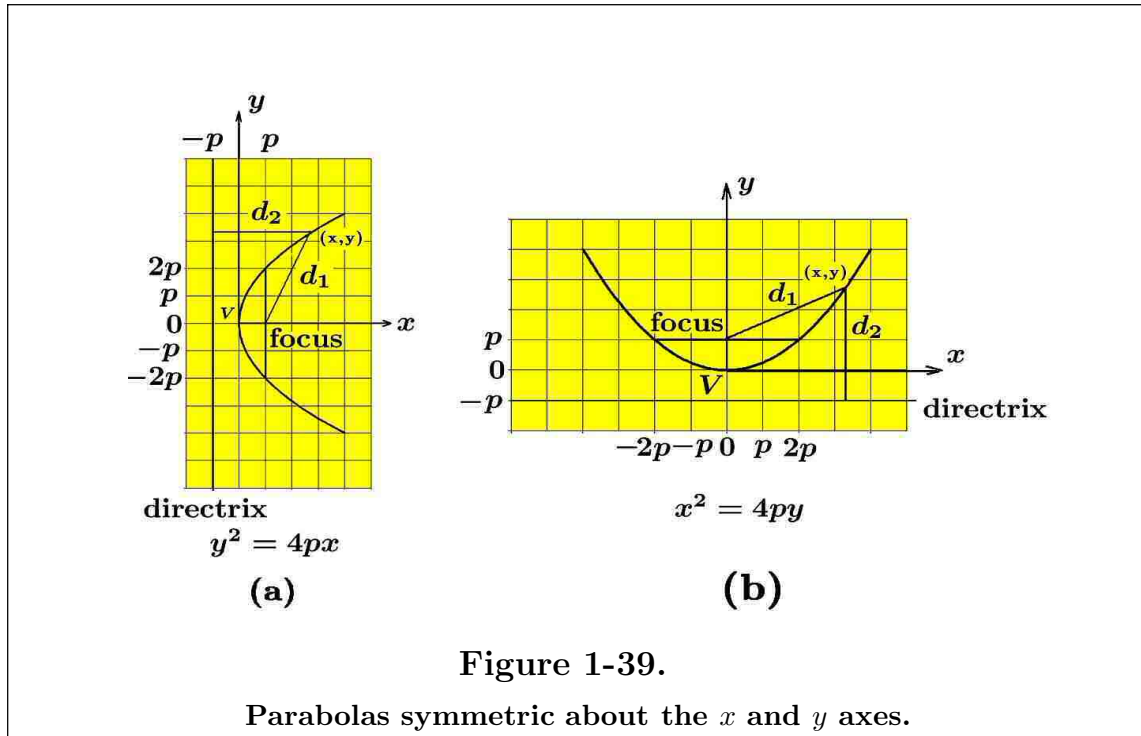 y
−p p
d₂
(x,y)
2p
d₁
p
V
0
x
focus
−p
−2p
directrix
y² = 4px
(a)
y
(x,y)
d₁
focus
d₂
p
x
0
V
−p
directrix
−2p −p 0 p 2p
x² = 4py
(b)
Figure 1-39.
Parabolas symmetric about the x and y axes.